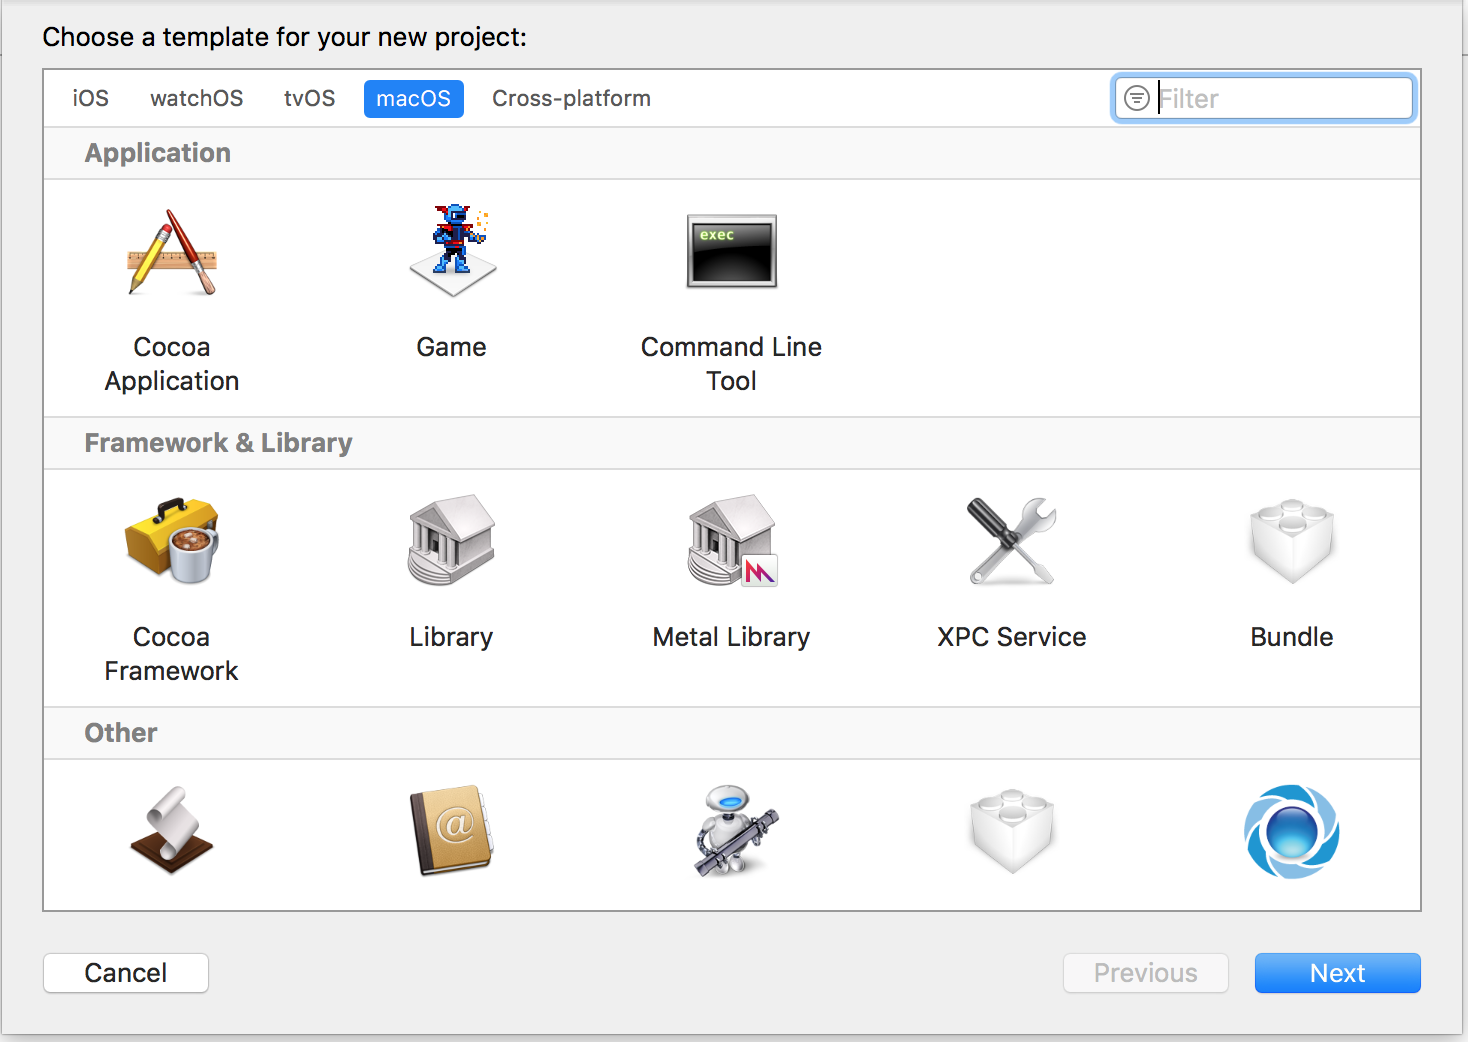 Choose a template for your new project:
iOS watchOS tvOS macOS Cross-platform Filter
Application
exec
Cocoa Application
Game
Command Line Tool
Framework & Library
Cocoa Framework
Library
Metal Library
XPC Service
Bundle
Other
@
Cancel Previous Next